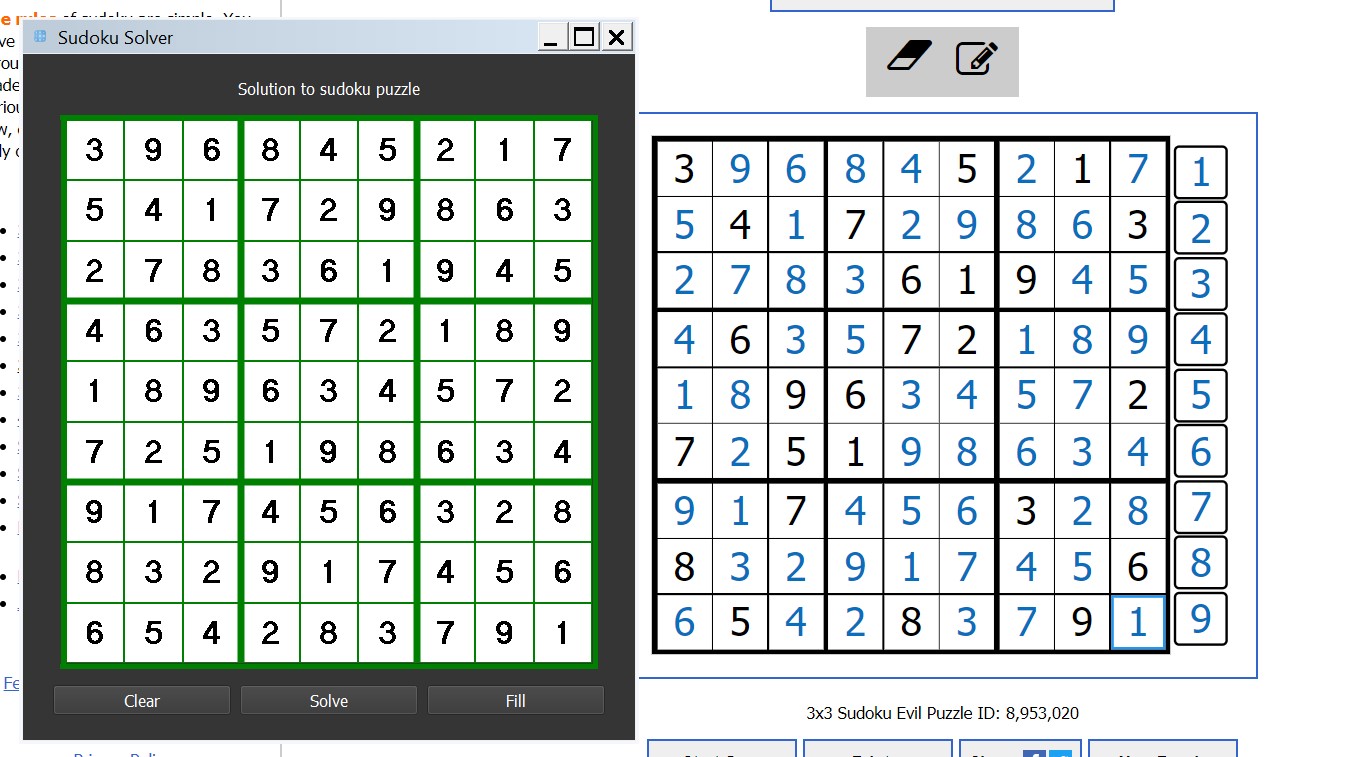 Sudoku Solver
Solution to sudoku puzzle
3 9 6 8 4 5 2 1 7
5 4 1 7 2 9 8 6 3
2 7 8 3 6 1 9 4 5
4 6 3 5 7 2 1 8 9
1 8 9 6 3 4 5 7 2
7 2 5 1 9 8 6 3 4
9 1 7 4 5 6 3 2 8
8 3 2 9 1 7 4 5 6
6 5 4 2 8 3 7 9 1
Clear Solve Fill
3 9 6 8 4 5 2 1 7 1
5 4 1 7 2 9 8 6 3 2
2 7 8 3 6 1 9 4 5 3
4 6 3 5 7 2 1 8 9 4
1 8 9 6 3 4 5 7 2 5
7 2 5 1 9 8 6 3 4 6
9 1 7 4 5 6 3 2 8 7
8 3 2 9 1 7 4 5 6 8
6 5 4 2 8 3 7 9 1 9
3x3 Sudoku Evil Puzzle ID: 8,953,020
Fe